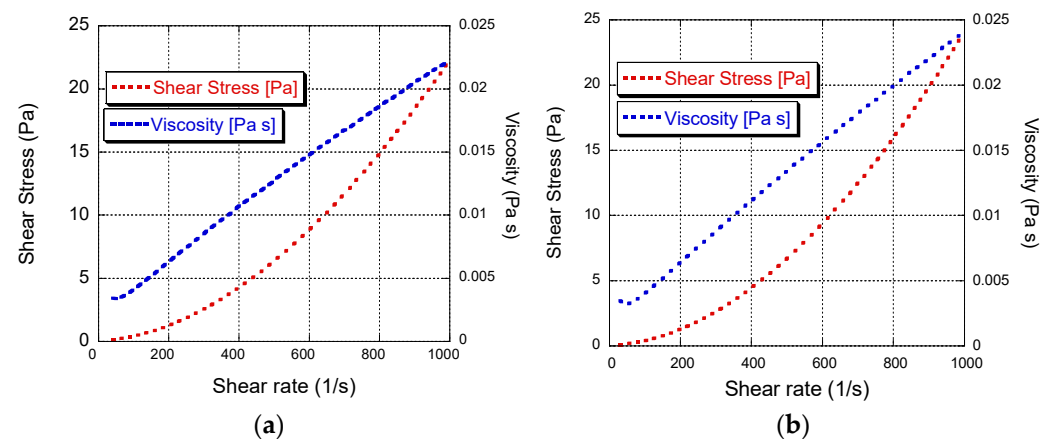 25
20
15
10
5
0
Shear Stress (Pa)
0.025
0.02
0.015
0.01
0.005
0
Viscosity (Pa s)
Shear Stress [Pa]
Viscosity [Pa s]
0 200 400 600 800 1000
Shear rate (1/s)
(a)
25
20
15
10
5
0
Shear Stress (Pa)
0.025
0.02
0.015
0.01
0.005
0
Viscosity (Pa s)
Shear Stress [Pa]
Viscosity [Pa s]
0 200 400 600 800 1000
Shear rate (1/s)
(b)